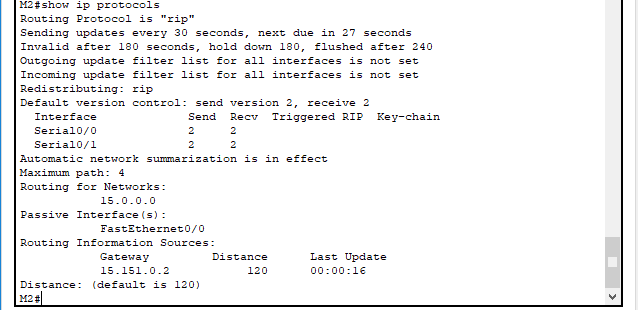 M2#show ip protocols
Routing Protocol is "rip"
Sending updates every 30 seconds, next due in 27 seconds
Invalid after 180 seconds, hold down 180, flushed after 240
Outgoing update filter list for all interfaces is not set
Incoming update filter list for all interfaces is not set
Redistributing: rip
Default version control: send version 2, receive 2
  Interface             Send  Recv  Triggered RIP  Key-chain
  Serial0/0             2     2
  Serial0/1             2     2
Automatic network summarization is in effect
Maximum path: 4
Routing for Networks:
            15.0.0.0
Passive Interface(s):
            FastEthernet0/0
Routing Information Sources:
            Gateway         Distance      Last Update
            15.151.0.2           120      00:00:16
Distance: (default is 120)
M2#